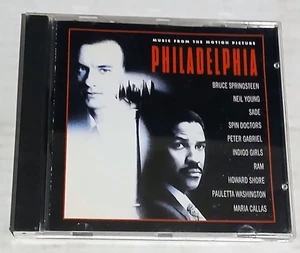 MUSIC FROM THE MOTION PICTURE
PHILADELPHIA
BRUCE SPRINGSTEEN
NEIL YOUNG
SADE
SPIN DOCTORS
PETER GABRIEL
INDIGO GIRLS
RAM
HOWARD SHORE
PAULETTA WASHINGTON
MARIA CALLAS